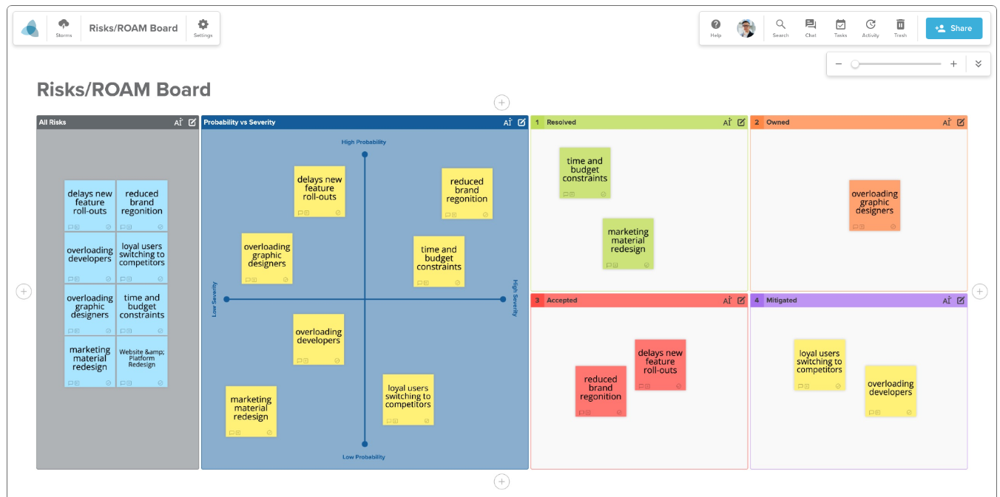 Storms
Risks/ROAM Board
Settings
Help
Search
Chat
Tasks
Activity
Trash
Share
Risks/ROAM Board
All Risks
AI
delays new
feature
roll-outs
reduced
brand
regonition
overloading
developers
loyal users
switching to
competitors
overloading
graphic
designers
time and
budget
constraints
marketing
material
redesign
Website &amp;
Platform
Redesign
Probability vs Severity
AI
High Probability
delays new
feature
roll-outs
reduced
brand
regonition
overloading
graphic
designers
time and
budget
constraints
Low Severity
High Severity
overloading
developers
loyal users
switching to
competitors
marketing
material
redesign
Low Probability
1 Resolved
AI
time and
budget
constraints
marketing
material
redesign
2 Owned
AI
overloading
graphic
designers
3 Accepted
AI
delays new
feature
roll-outs
reduced
brand
regonition
4 Mitigated
AI
loyal users
switching to
competitors
overloading
developers